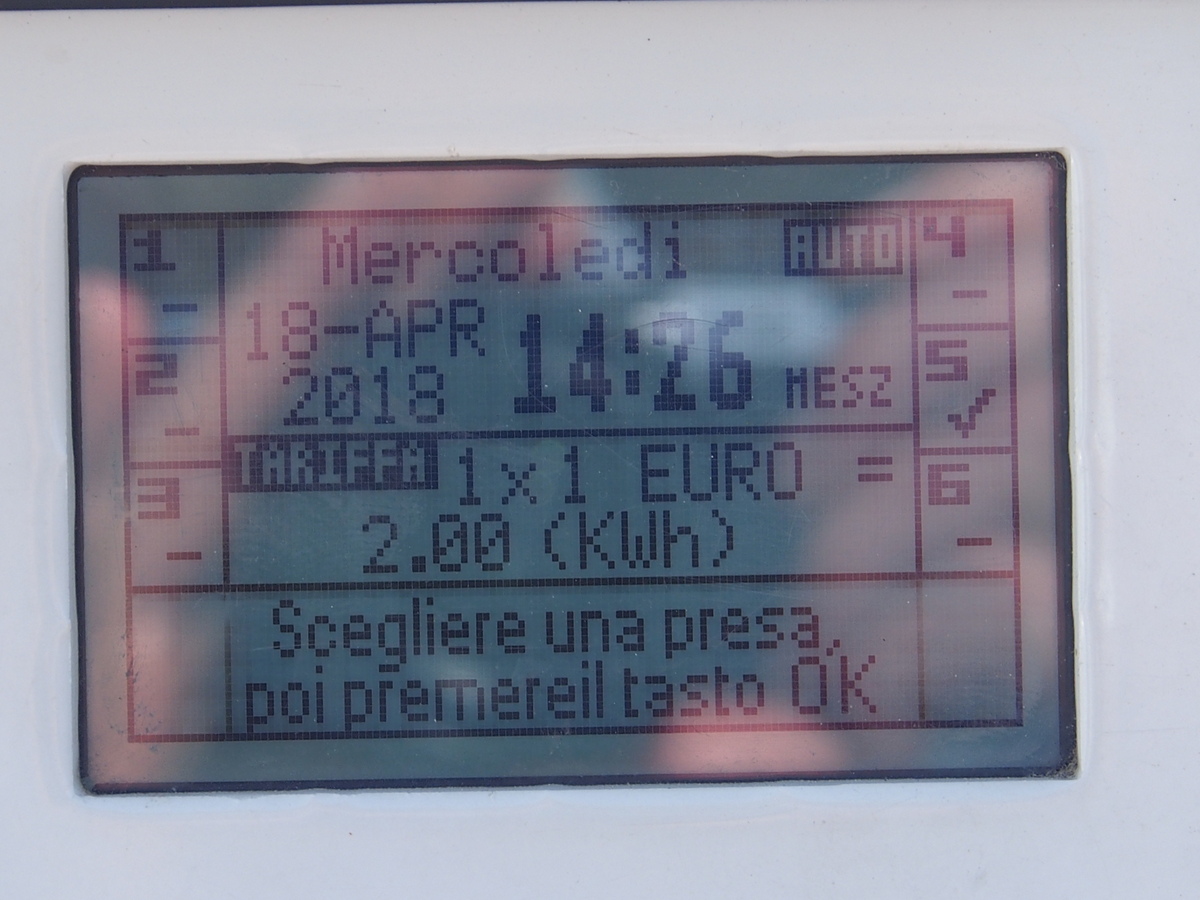 1 Mercoledi AUTO 4
- 18-APR 14:26 MESZ -
2 2018 5
- ✓
TARIFFA 1x1 EURO =
3 2.00 (KWh) 6
- -
Scegliere una presa,
poi premereil tasto OK